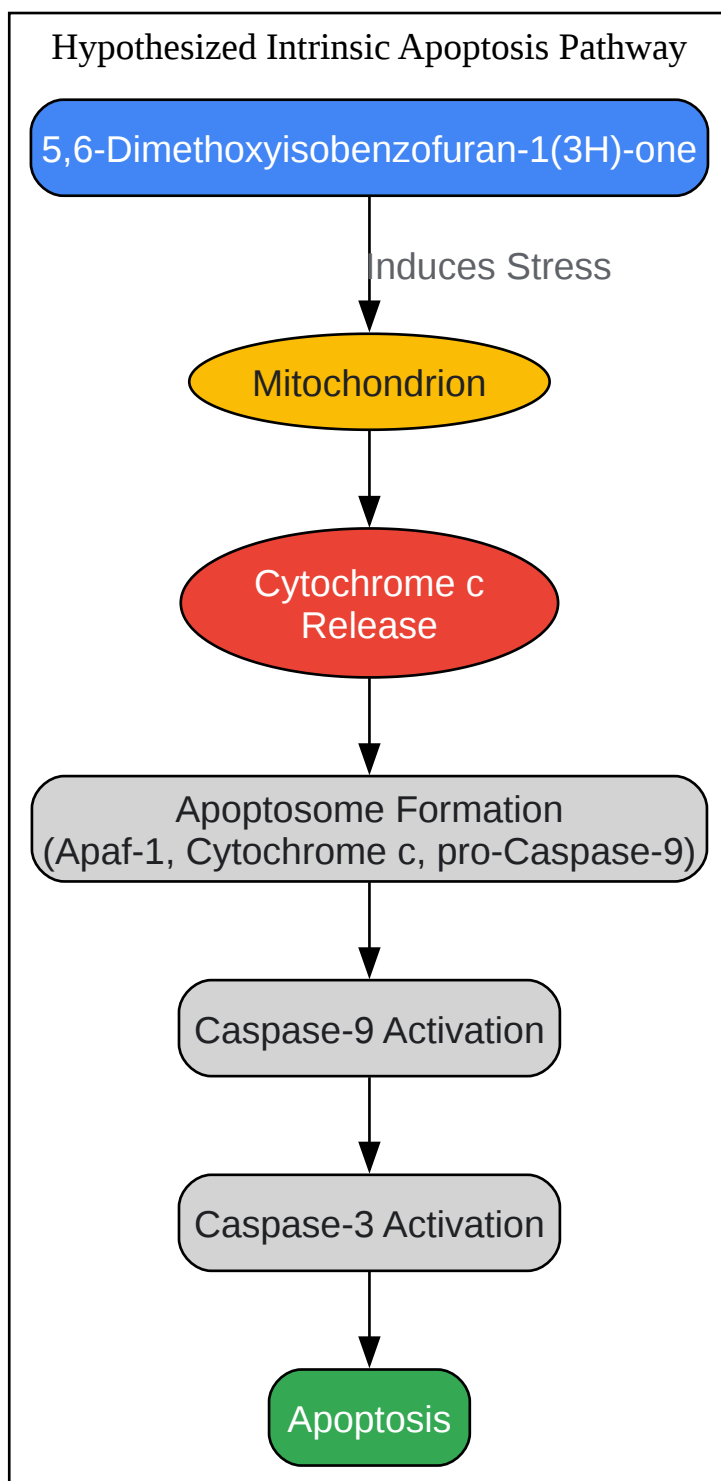 Hypothesized Intrinsic Apoptosis Pathway
5,6-Dimethoxyisobenzofuran-1(3H)-one
Induces Stress
Mitochondrion
Cytochrome c
Release
Apoptosome Formation
(Apaf-1, Cytochrome c, pro-Caspase-9)
Caspase-9 Activation
Caspase-3 Activation
Apoptosis